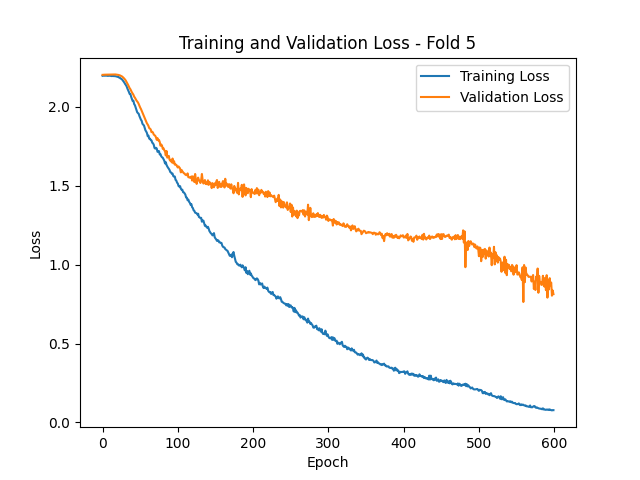 Training and Validation Loss - Fold 5
Training Loss
Validation Loss
Loss
2.0
1.5
1.0
0.5
0.0
0 100 200 300 400 500 600
Epoch